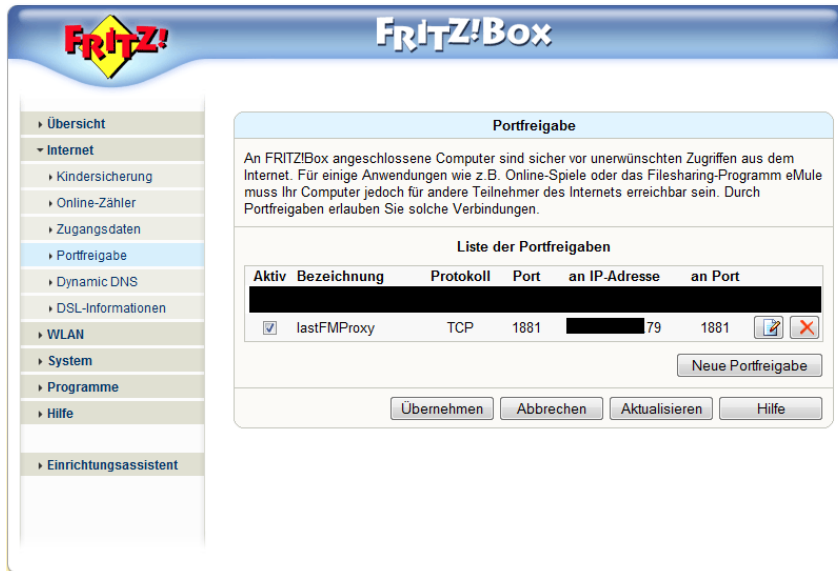 FRITZ!
FRITZ!Box
Übersicht
Internet
Kindersicherung
Online-Zähler
Zugangsdaten
Portfreigabe
Dynamic DNS
DSL-Informationen
WLAN
System
Programme
Hilfe
Einrichtungsassistent
Portfreigabe
An FRITZ!Box angeschlossene Computer sind sicher vor unerwünschten Zugriffen aus dem
Internet. Für einige Anwendungen wie z.B. Online-Spiele oder das Filesharing-Programm eMule
muss Ihr Computer jedoch für andere Teilnehmer des Internets erreichbar sein. Durch
Portfreigaben erlauben Sie solche Verbindungen.
Liste der Portfreigaben
Aktiv Bezeichnung Protokoll Port an IP-Adresse an Port
lastFMProxy TCP 1881 79 1881
Neue Portfreigabe
Übernehmen Abbrechen Aktualisieren Hilfe